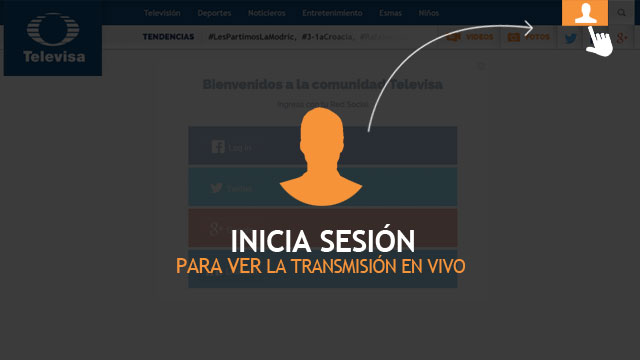 Televisión Deportes Noticieros Entretenimiento Esmas Niños
Televisa
TENDENCIAS #LesPartimosLaModric, #3-1aCroacia, VIDEOS FOTOS
Bienvenidos a la comunidad Televisa
Ingresa con tu Red Social
Log in
Twitter
INICIA SESIÓN
PARA VER LA TRANSMISIÓN EN VIVO